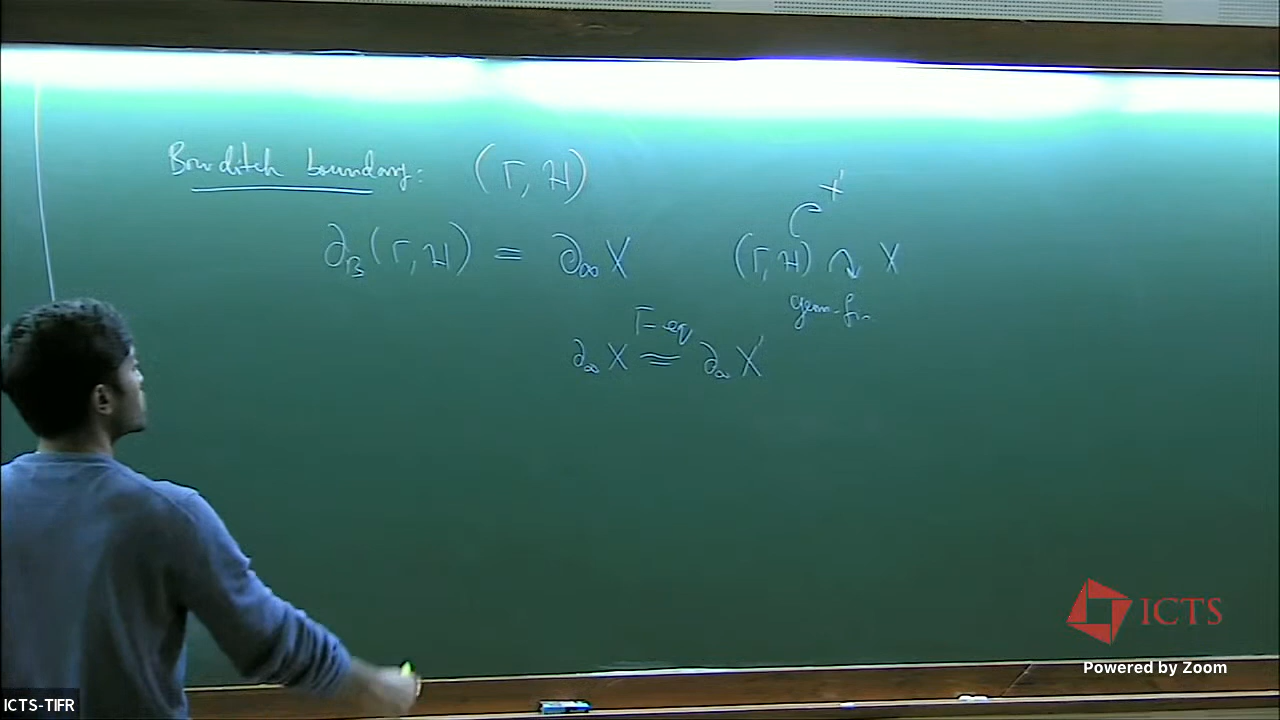 Bowditch boundary: (Γ, H)
X'
∂_B(Γ, H) = ∂_∞ X (Γ, H) ↷ X
geom. fin.
Γ-eq
∂_∞ X ≅ ∂_∞ X'
ICTS
Powered by Zoom
ICTS-TIFR